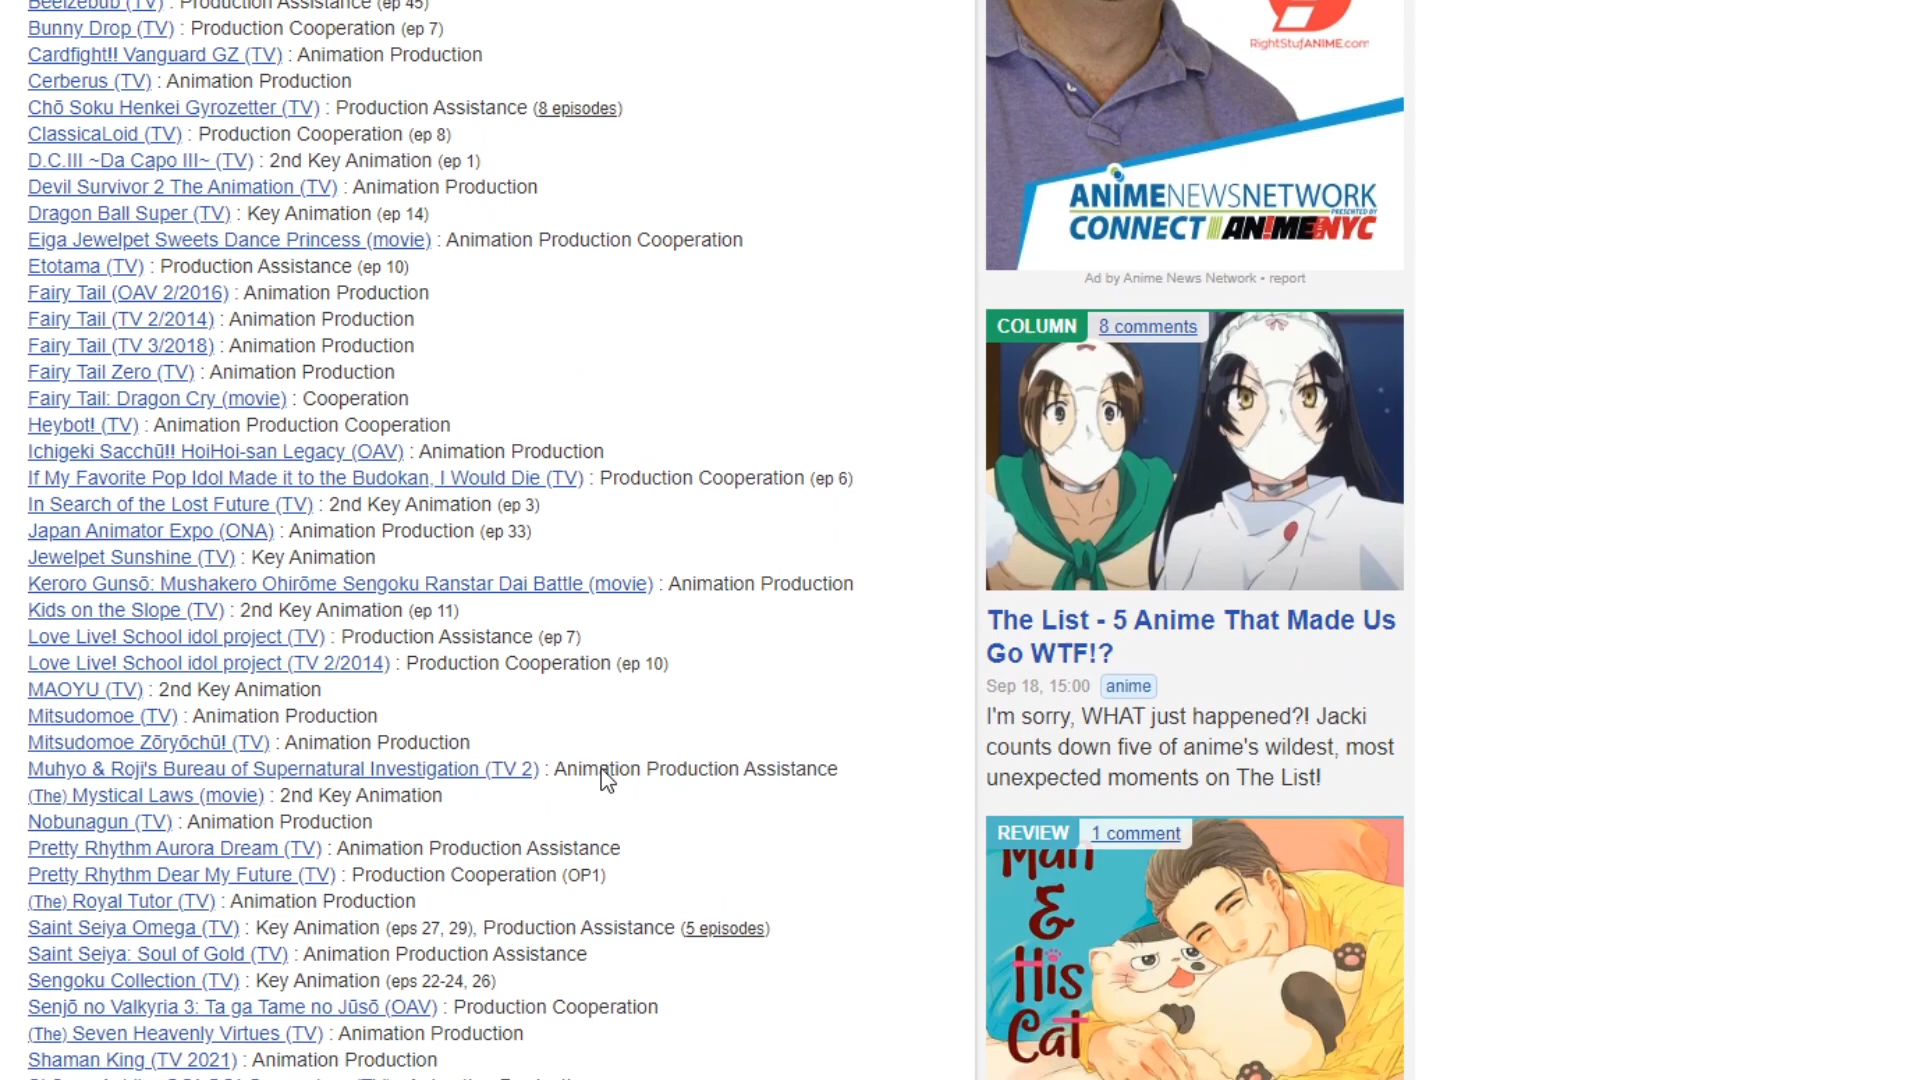 Beelzebub (TV) : Production Assistance (ep 45)
Bunny Drop (TV) : Production Cooperation (ep 7)
Cardfight!! Vanguard GZ (TV) : Animation Production
Cerberus (TV) : Animation Production
Chō Soku Henkei Gyrozetter (TV) : Production Assistance (8 episodes)
ClassicaLoid (TV) : Production Cooperation (ep 8)
D.C.III ~Da Capo III~ (TV) : 2nd Key Animation (ep 1)
Devil Survivor 2 The Animation (TV) : Animation Production
Dragon Ball Super (TV) : Key Animation (ep 14)
Eiga Jewelpet Sweets Dance Princess (movie) : Animation Production Cooperation
Etotama (TV) : Production Assistance (ep 10)
Fairy Tail (OAV 2/2016) : Animation Production
Fairy Tail (TV 2/2014) : Animation Production
Fairy Tail (TV 3/2018) : Animation Production
Fairy Tail Zero (TV) : Animation Production
Fairy Tail: Dragon Cry (movie) : Cooperation
Heybot! (TV) : Animation Production Cooperation
Ichigeki Sacchū!! HoiHoi-san Legacy (OAV) : Animation Production
If My Favorite Pop Idol Made it to the Budokan, I Would Die (TV) : Production Cooperation (ep 6)
In Search of the Lost Future (TV) : 2nd Key Animation (ep 3)
Japan Animator Expo (ONA) : Animation Production (ep 33)
Jewelpet Sunshine (TV) : Key Animation
Keroro Gunsō: Mushakero Ohirōme Sengoku Ranstar Dai Battle (movie) : Animation Production
Kids on the Slope (TV) : 2nd Key Animation (ep 11)
Love Live! School idol project (TV) : Production Assistance (ep 7)
Love Live! School idol project (TV 2/2014) : Production Cooperation (ep 10)
MAOYU (TV) : 2nd Key Animation
Mitsudomoe (TV) : Animation Production
Mitsudomoe Zōryōchū! (TV) : Animation Production
Muhyo & Roji's Bureau of Supernatural Investigation (TV 2) : Animation Production Assistance
(The) Mystical Laws (movie) : 2nd Key Animation
Nobunagun (TV) : Animation Production
Pretty Rhythm Aurora Dream (TV) : Animation Production Assistance
Pretty Rhythm Dear My Future (TV) : Production Cooperation (OP1)
(The) Royal Tutor (TV) : Animation Production
Saint Seiya Omega (TV) : Key Animation (eps 27, 29), Production Assistance (5 episodes)
Saint Seiya: Soul of Gold (TV) : Animation Production Assistance
Sengoku Collection (TV) : Key Animation (eps 22-24, 26)
Senjō no Valkyria 3: Ta ga Tame no Jūsō (OAV) : Production Cooperation
(The) Seven Heavenly Virtues (TV) : Animation Production
Shaman King (TV 2021) : Animation Production
RightStufANIME.com
ANIMENEWSNETWORK
PRESENTED BY
CONNECT ANIMENYC
Ad by Anime News Network • report
COLUMN 8 comments
The List - 5 Anime That Made Us
Go WTF!?
Sep 18, 15:00 anime
I'm sorry, WHAT just happened?! Jacki
counts down five of anime's wildest, most
unexpected moments on The List!
REVIEW 1 comment
Man
&
His
Cat